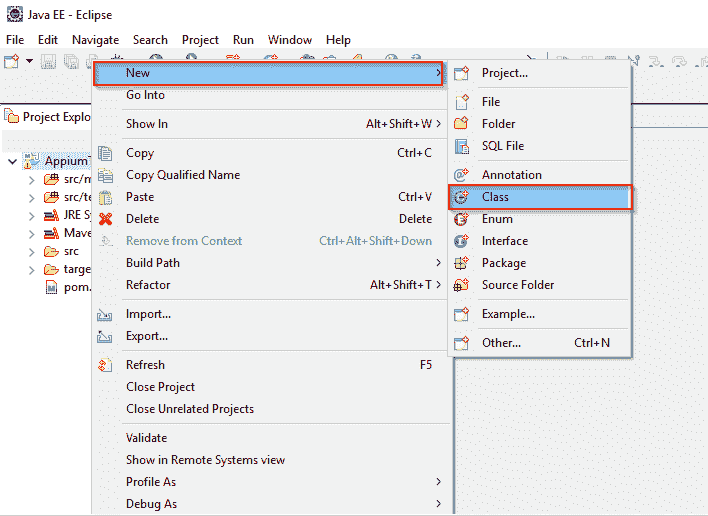 Java EE - Eclipse
File Edit Navigate Search Project Run Window Help
Project Explo
AppiumT
src/m
src/te
JRE Sy
Mave
src
targe
pom.
New
Go Into
Show In Alt+Shift+W
Copy Ctrl+C
Copy Qualified Name
Paste Ctrl+V
Delete Delete
Remove from Context Ctrl+Alt+Shift+Down
Build Path
Refactor Alt+Shift+T
Import...
Export...
Refresh F5
Close Project
Close Unrelated Projects
Validate
Show in Remote Systems view
Profile As
Debug As
Project...
File
Folder
SQL File
Annotation
Class
Enum
Interface
Package
Source Folder
Example...
Other... Ctrl+N